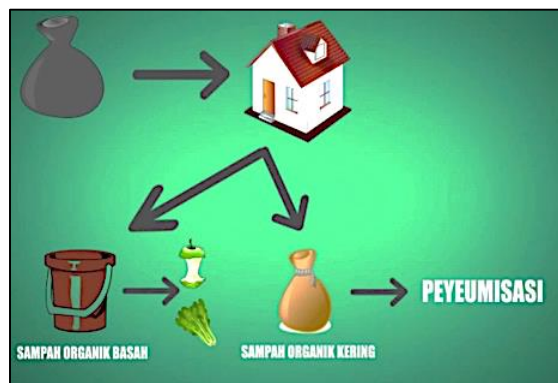 PEYEUMISASI
SAMPAH ORGANIK BASAH
SAMPAH ORGANIK KERING